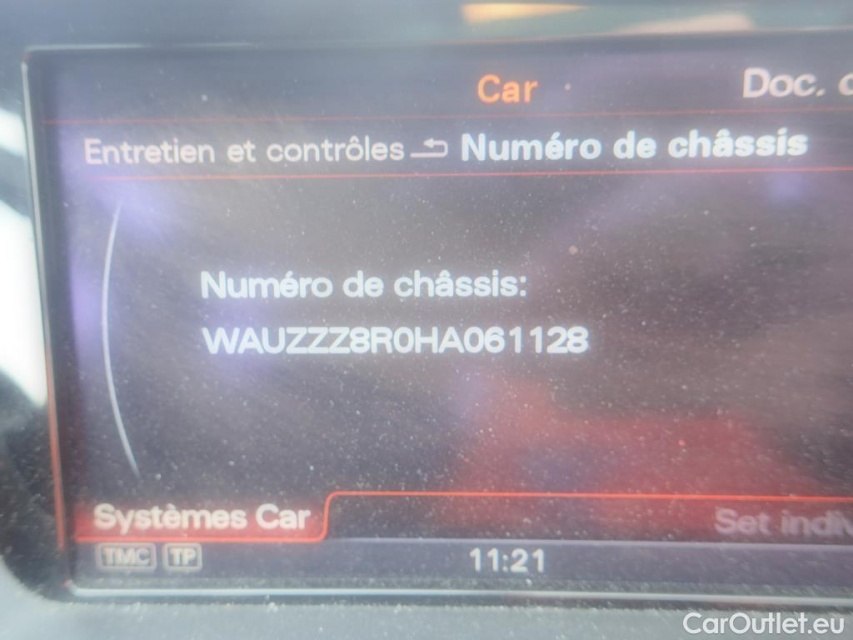 Car
Doc.
Entretien et contrôles Numéro de châssis
Numéro de châssis:
WAUZZZ8R0HA061128
Systèmes Car
Set
TMC TP
11:21
CarOutlet.eu